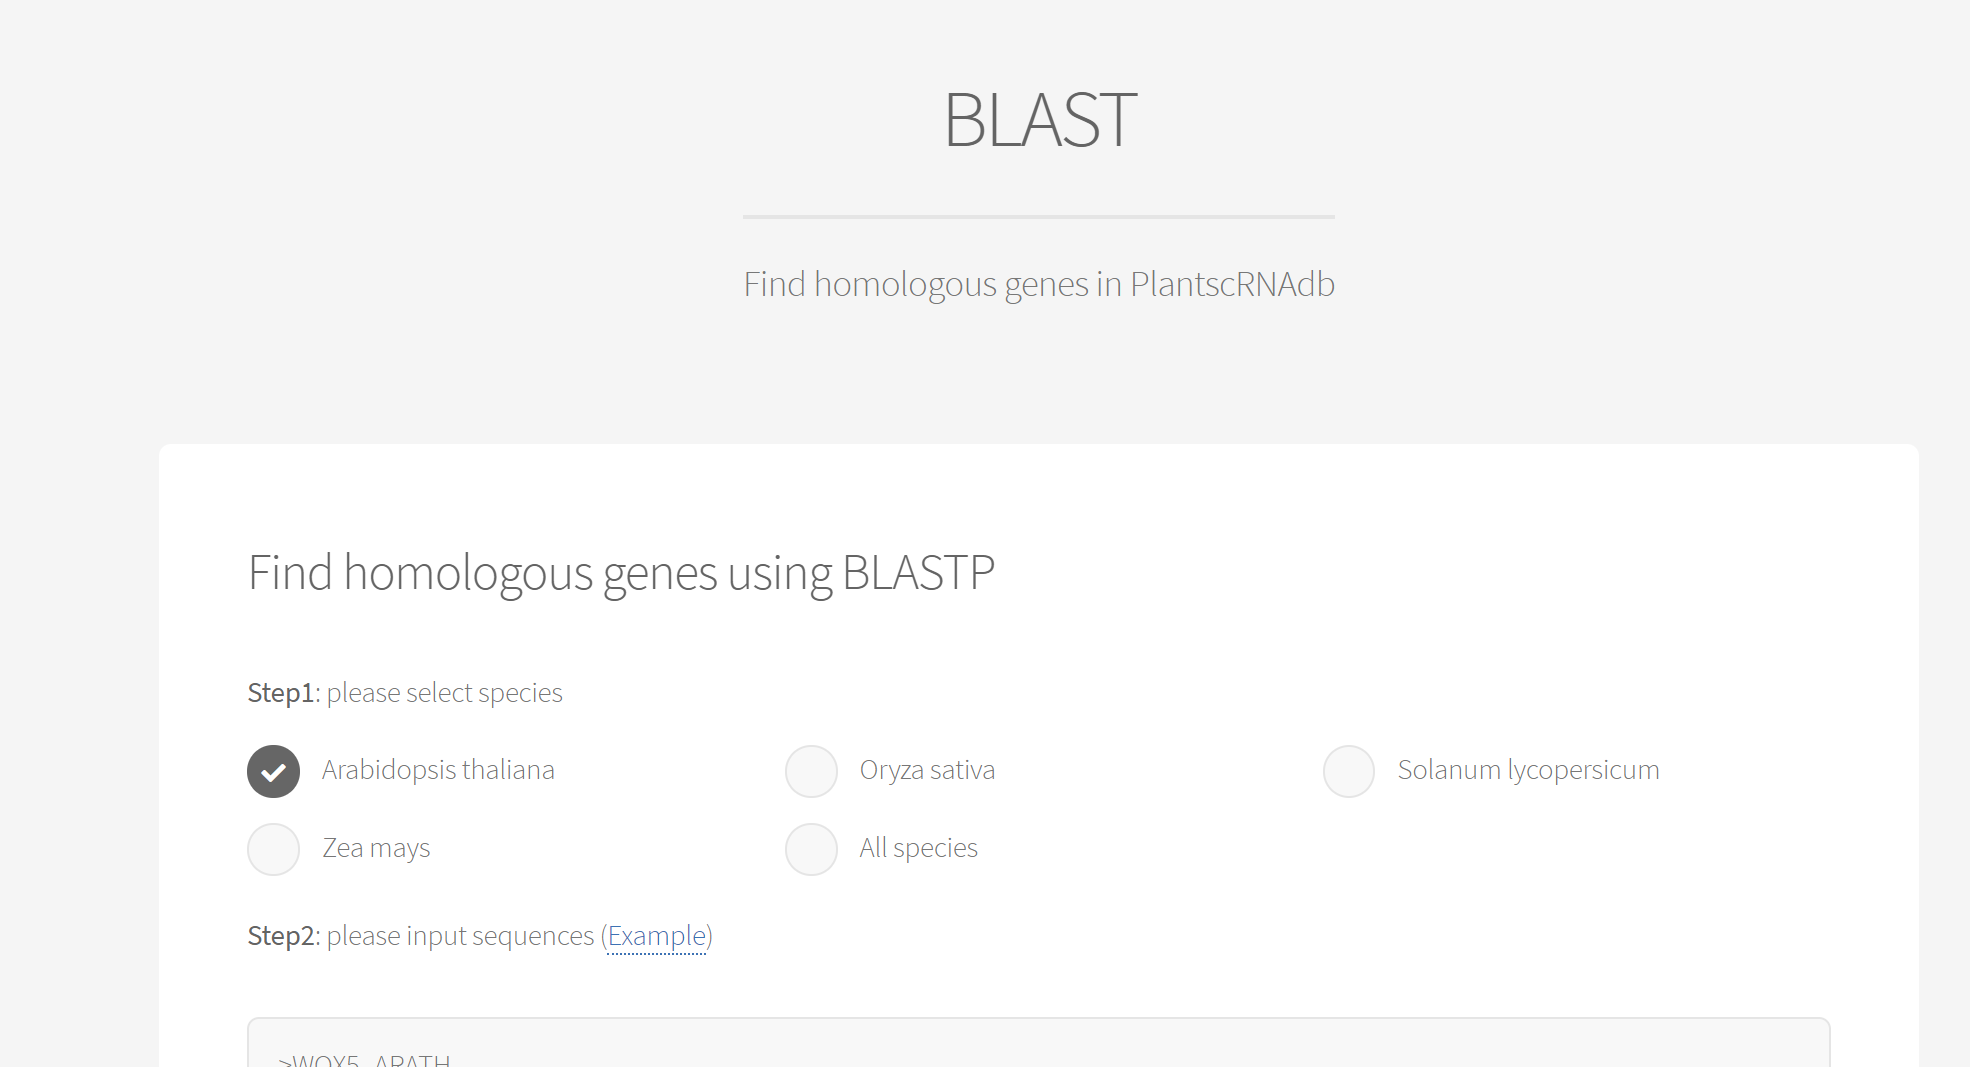 BLAST
Find homologous genes in PlantscRNAdb
Find homologous genes using BLASTP
Step1: please select species
Arabidopsis thaliana
Oryza sativa
Solanum lycopersicum
Zea mays
All species
Step2: please input sequences (Example)
>WOX5_ARATH